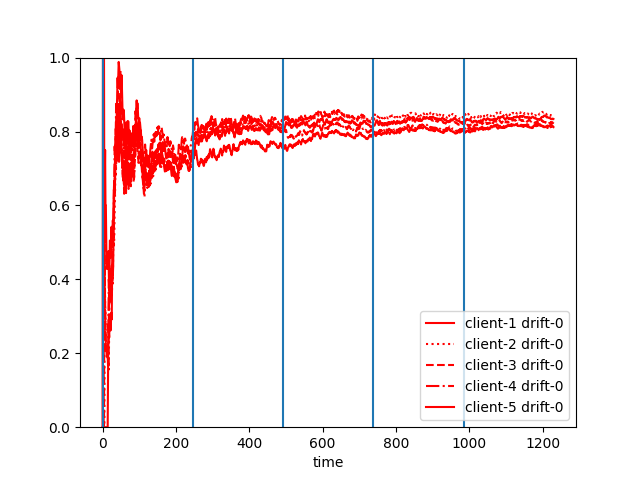 1.0
0.8
0.6
0.4
0.2
0.0
client-1 drift-0
client-2 drift-0
client-3 drift-0
client-4 drift-0
client-5 drift-0
0 200 400 600 800 1000 1200
time